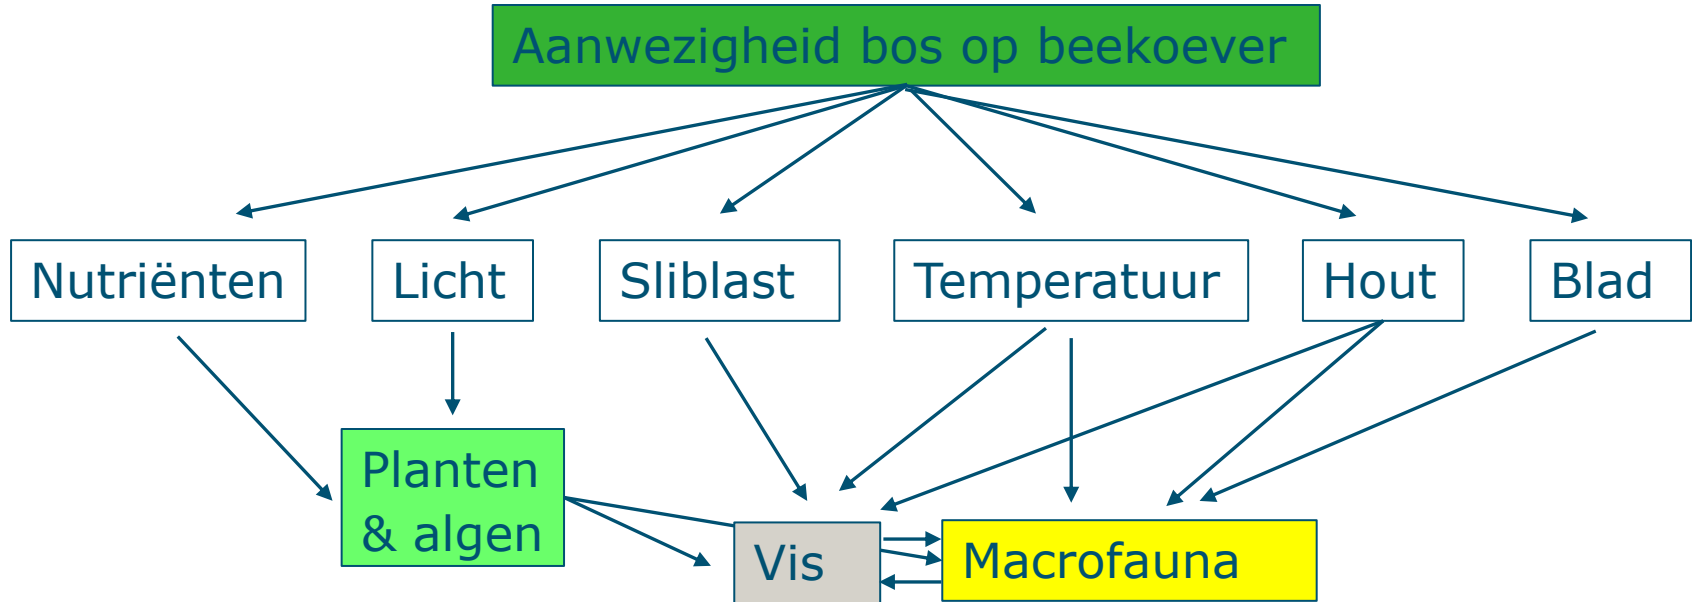 Aanwezigheid bos op beekoever
Nutriënten
Licht
Sliblast
Temperatuur
Hout
Blad
Planten
& algen
Vis
Macrofauna